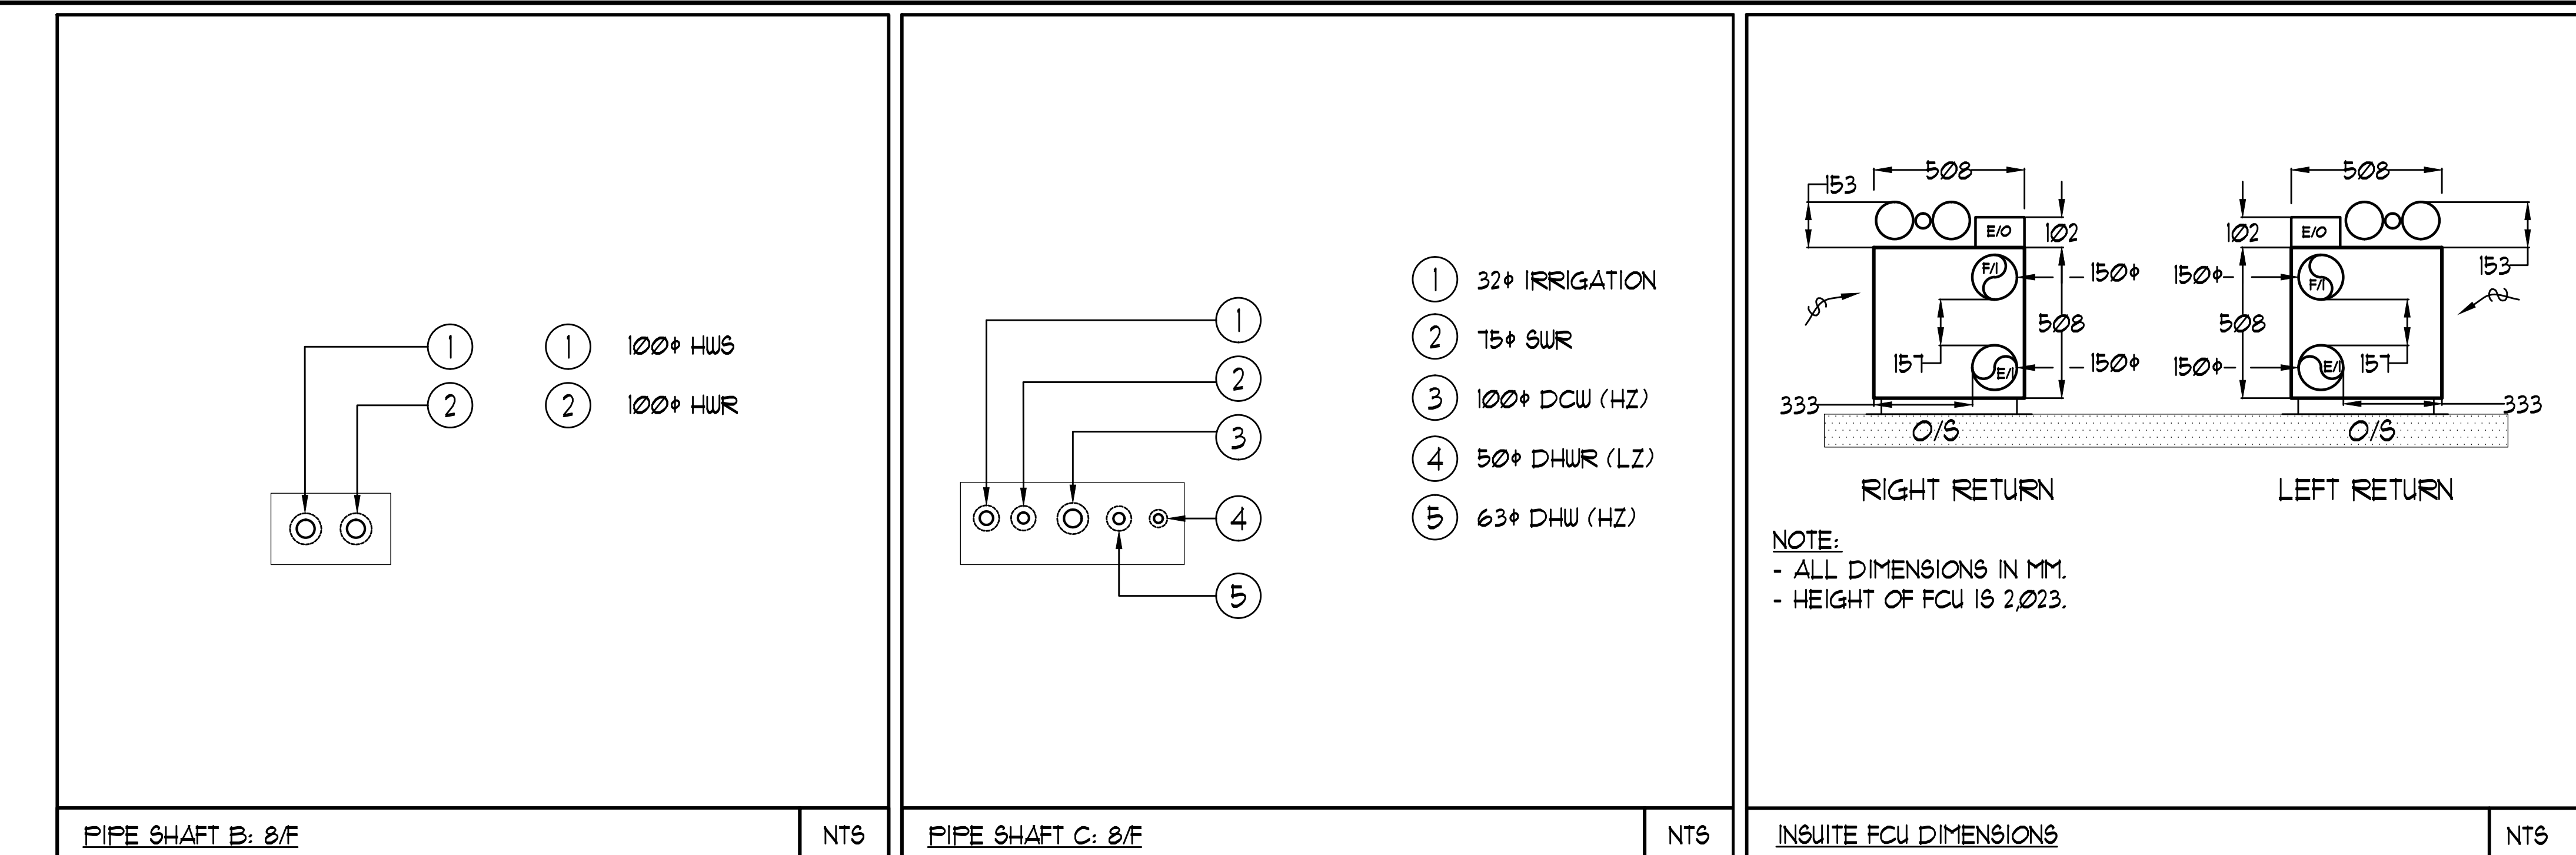 1
2
1 100ϕ HWS
2 100ϕ HWR
PIPE SHAFT B: 8/F
NTS
1
2
3
4
5
1 32ϕ IRRIGATION
2 75ϕ SWR
3 100ϕ DCW (HZ)
4 50ϕ DHWR (LZ)
5 63ϕ DHW (HZ)
PIPE SHAFT C: 8/F
NTS
508
153
E/O
102
F/I
150ϕ
508
157
E/I
150ϕ
333
O/S
RIGHT RETURN
508
102
E/O
153
150ϕ
F/I
508
150ϕ
E/I
157
333
O/S
LEFT RETURN
NOTE:
- ALL DIMENSIONS IN MM.
- HEIGHT OF FCU IS 2,023.
INSUITE FCU DIMENSIONS
NTS